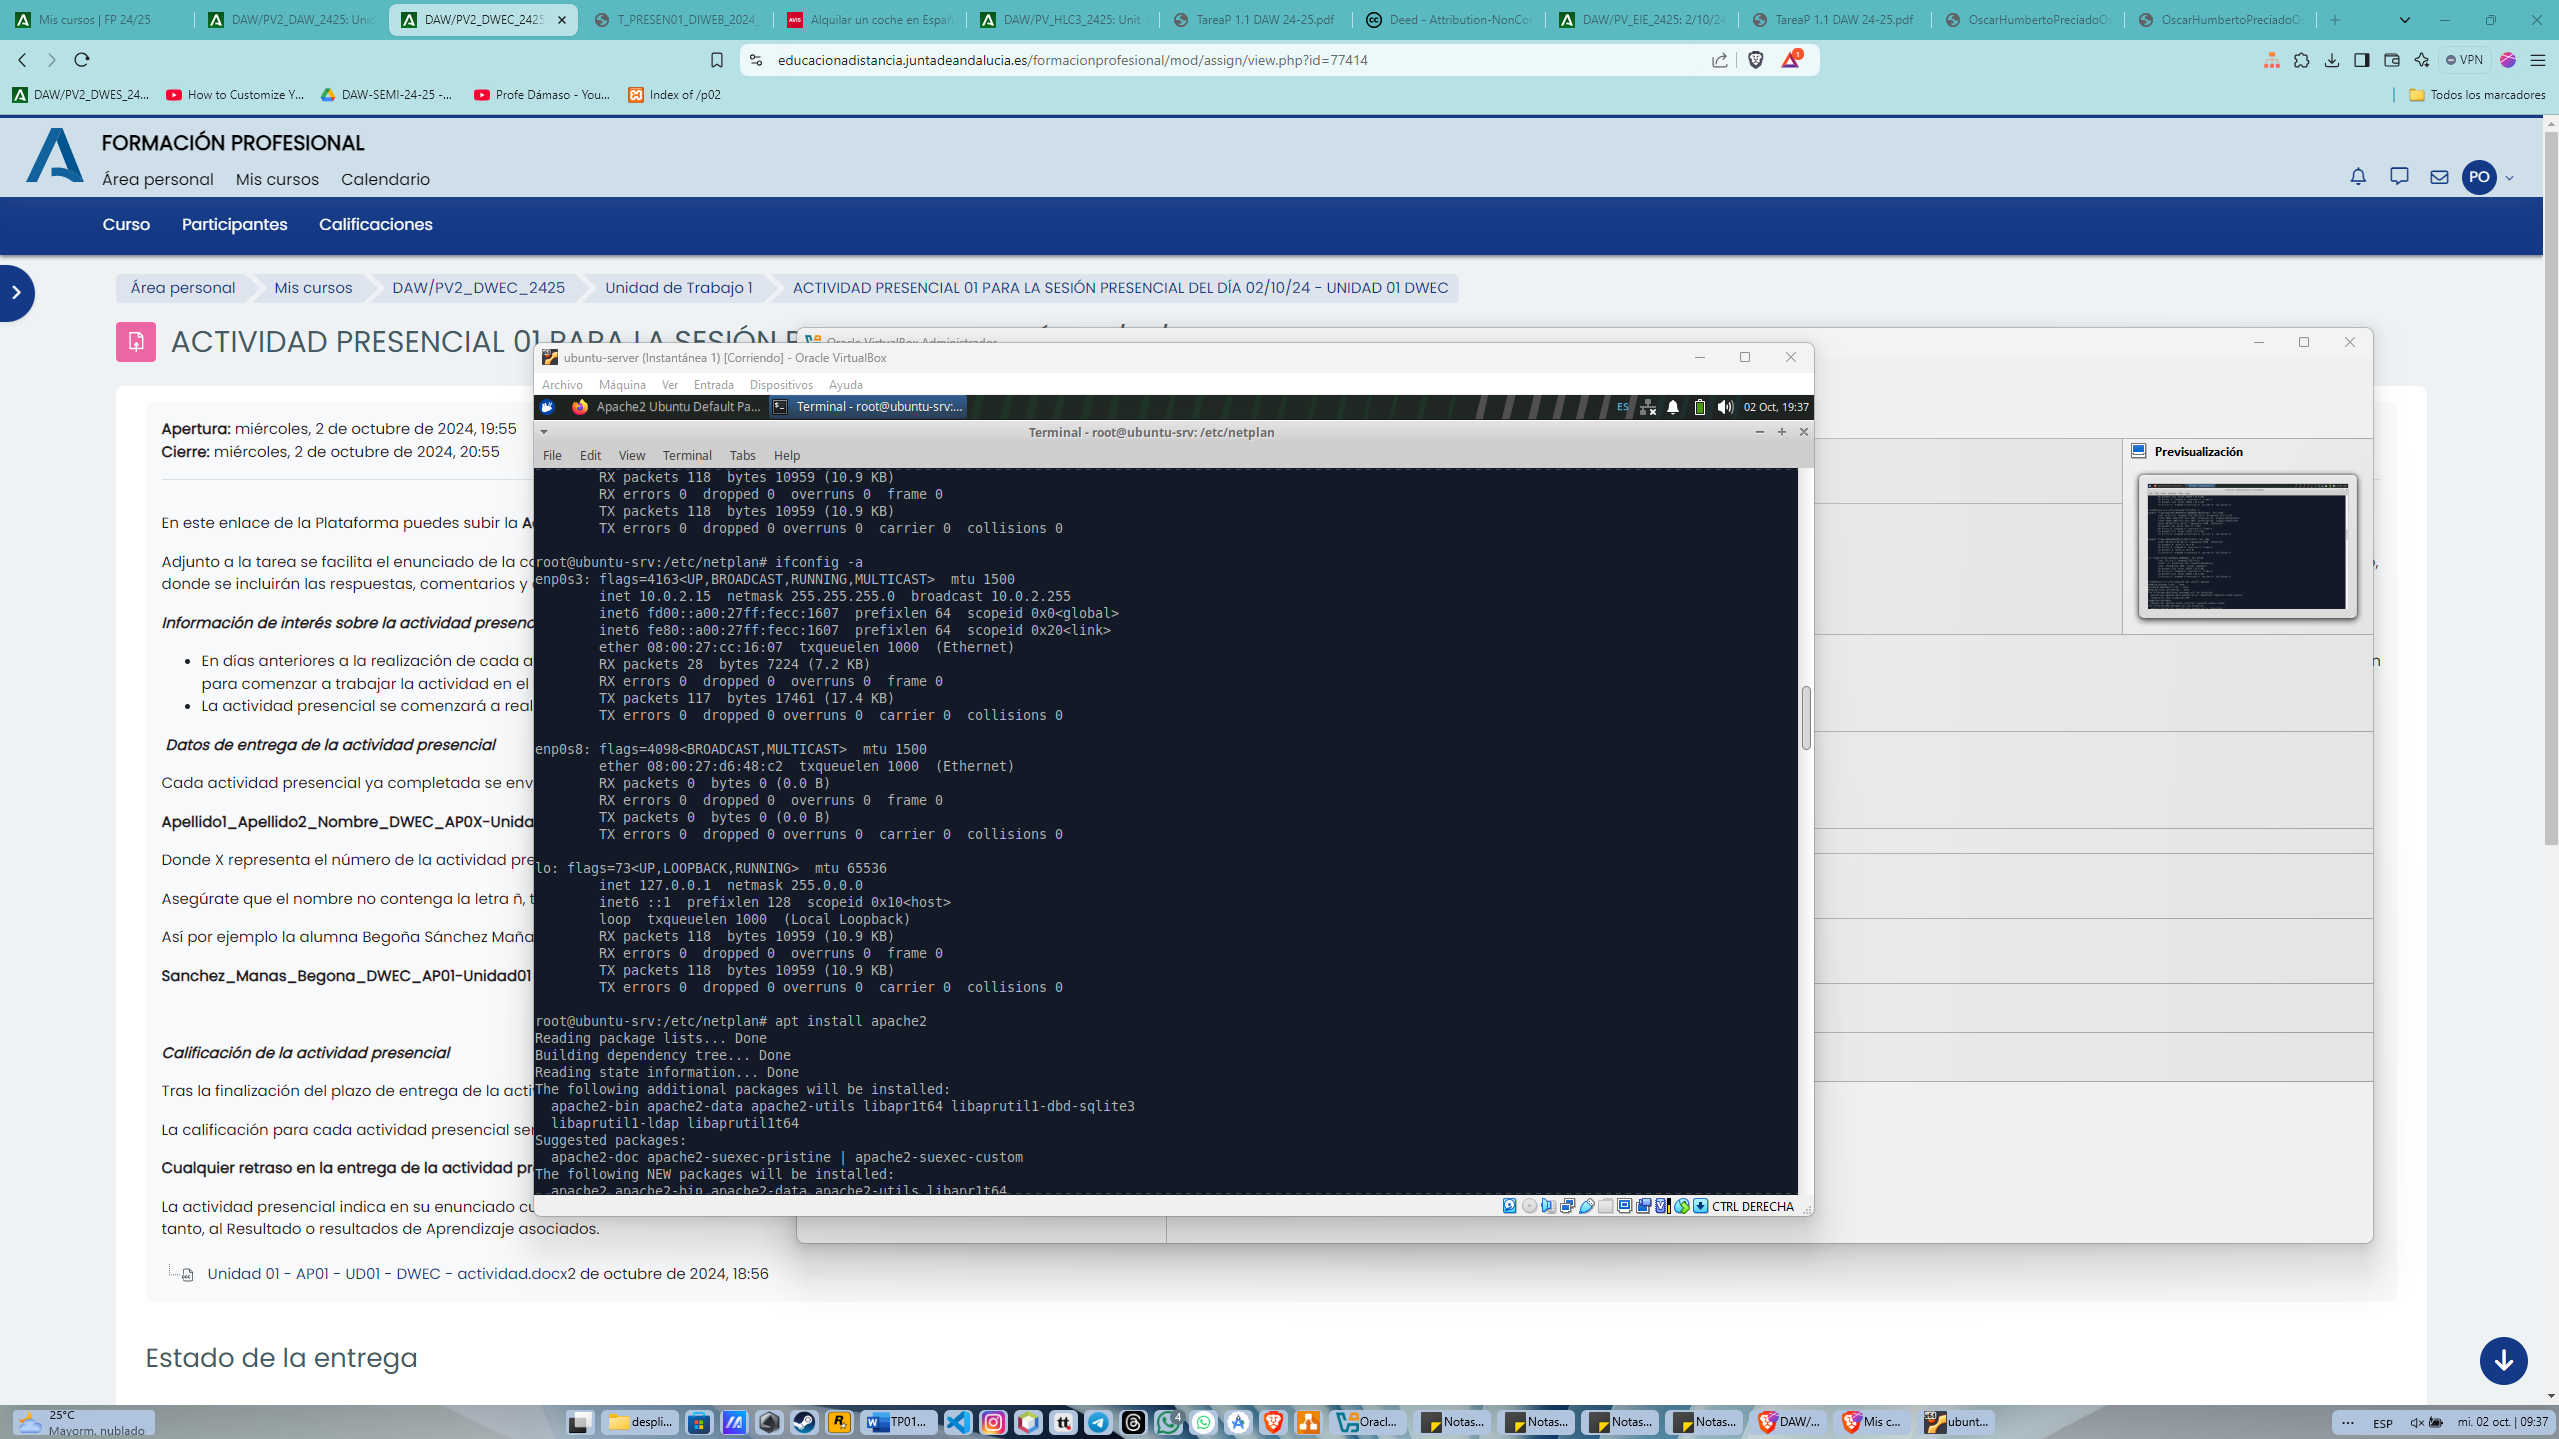 Mis cursos | FP 24/25
DAW/PV2_DAW_2425: Unid
DAW/PV2_DWEC_2425
T_PRESEN01_DIWEB_2024_
Alquilar un coche en Españ
DAW/PV_HLC3_2425: Unit
TareaP 1.1 DAW 24-25.pdf
Deed - Attribution-NonCon
DAW/PV_EIE_2425: 2/10/24
TareaP 1.1 DAW 24-25.pdf
OscarHumbertoPreciadoO
OscarHumbertoPreciadoO
educacionadistancia.juntadeandalucia.es/formacionprofesional/mod/assign/view.php?id=77414
VPN
DAW/PV2_DWES_24...
How to Customize Y...
DAW-SEMI-24-25 -...
Profe Dámaso - You...
Index of /p02
Todos los marcadores
FORMACIÓN PROFESIONAL
Área personal Mis cursos Calendario
PO
Curso Participantes Calificaciones
Área personal
Mis cursos
DAW/PV2_DWEC_2425
Unidad de Trabajo 1
ACTIVIDAD PRESENCIAL 01 PARA LA SESIÓN PRESENCIAL DEL DÍA 02/10/24 - UNIDAD 01 DWEC
ACTIVIDAD PRESENCIAL 01 PARA LA SESIÓN P
Apertura: miércoles, 2 de octubre de 2024, 19:55
Cierre: miércoles, 2 de octubre de 2024, 20:55
En este enlace de la Plataforma puedes subir la
Adjunto a la tarea se facilita el enunciado de la
donde se incluirán las respuestas, comentarios y
Información de interés sobre la actividad presenc
En días anteriores a la realización de cada a
para comenzar a trabajar la actividad en el
La actividad presencial se comenzará a real
Datos de entrega de la actividad presencial
Cada actividad presencial ya completada se env
Apellido1_Apellido2_Nombre_DWEC_AP0X-Unida
Donde X representa el número de la actividad pre
Asegúrate que el nombre no contenga la letra ñ, t
Así por ejemplo la alumna Begoña Sánchez Maña
Sanchez_Manas_Begona_DWEC_AP01-Unidad01
Calificación de la actividad presencial
Tras la finalización del plazo de entrega de la acti
La calificación para cada actividad presencial ser
Cualquier retraso en la entrega de la actividad pr
La actividad presencial indica en su enunciado cu
tanto, al Resultado o resultados de Aprendizaje asociados.
Unidad 01 - AP01 - UD01 - DWEC - actividad.docx2 de octubre de 2024, 18:56
Estado de la entrega
Oracle VirtualBox Administrador
Previsualización
ubuntu-server (Instantánea 1) [Corriendo] - Oracle VirtualBox
Archivo Máquina Ver Entrada Dispositivos Ayuda
Apache2 Ubuntu Default Pa...
Terminal - root@ubuntu-srv:...
ES
02 Oct, 19:37
Terminal - root@ubuntu-srv: /etc/netplan
File Edit View Terminal Tabs Help
RX packets 118 bytes 10959 (10.9 KB)
RX errors 0 dropped 0 overruns 0 frame 0
TX packets 118 bytes 10959 (10.9 KB)
TX errors 0 dropped 0 overruns 0 carrier 0 collisions 0
root@ubuntu-srv:/etc/netplan# ifconfig -a
enp0s3: flags=4163<UP,BROADCAST,RUNNING,MULTICAST> mtu 1500
inet 10.0.2.15 netmask 255.255.255.0 broadcast 10.0.2.255
inet6 fd00::a00:27ff:fecc:1607 prefixlen 64 scopeid 0x0<global>
inet6 fe80::a00:27ff:fecc:1607 prefixlen 64 scopeid 0x20<link>
ether 08:00:27:cc:16:07 txqueuelen 1000 (Ethernet)
RX packets 28 bytes 7224 (7.2 KB)
RX errors 0 dropped 0 overruns 0 frame 0
TX packets 117 bytes 17461 (17.4 KB)
TX errors 0 dropped 0 overruns 0 carrier 0 collisions 0
enp0s8: flags=4098<BROADCAST,MULTICAST> mtu 1500
ether 08:00:27:d6:48:c2 txqueuelen 1000 (Ethernet)
RX packets 0 bytes 0 (0.0 B)
RX errors 0 dropped 0 overruns 0 frame 0
TX packets 0 bytes 0 (0.0 B)
TX errors 0 dropped 0 overruns 0 carrier 0 collisions 0
lo: flags=73<UP,LOOPBACK,RUNNING> mtu 65536
inet 127.0.0.1 netmask 255.0.0.0
inet6 ::1 prefixlen 128 scopeid 0x10<host>
loop txqueuelen 1000 (Local Loopback)
RX packets 118 bytes 10959 (10.9 KB)
RX errors 0 dropped 0 overruns 0 frame 0
TX packets 118 bytes 10959 (10.9 KB)
TX errors 0 dropped 0 overruns 0 carrier 0 collisions 0
root@ubuntu-srv:/etc/netplan# apt install apache2
Reading package lists... Done
Building dependency tree... Done
Reading state information... Done
The following additional packages will be installed:
apache2-bin apache2-data apache2-utils libapr1t64 libaprutil1-dbd-sqlite3
libaprutil1-ldap libaprutil1t64
Suggested packages:
apache2-doc apache2-suexec-pristine | apache2-suexec-custom
The following NEW packages will be installed:
apache2 apache2-bin apache2-data apache2-utils libapr1t64
CTRL DERECHA
25°C
Mayorm. nublado
despli...
TP01...
Oracl...
Notas...
Notas...
Notas...
Notas...
DAW/...
Mis c...
ubunt...
ESP
mi. 02 oct. | 09:37